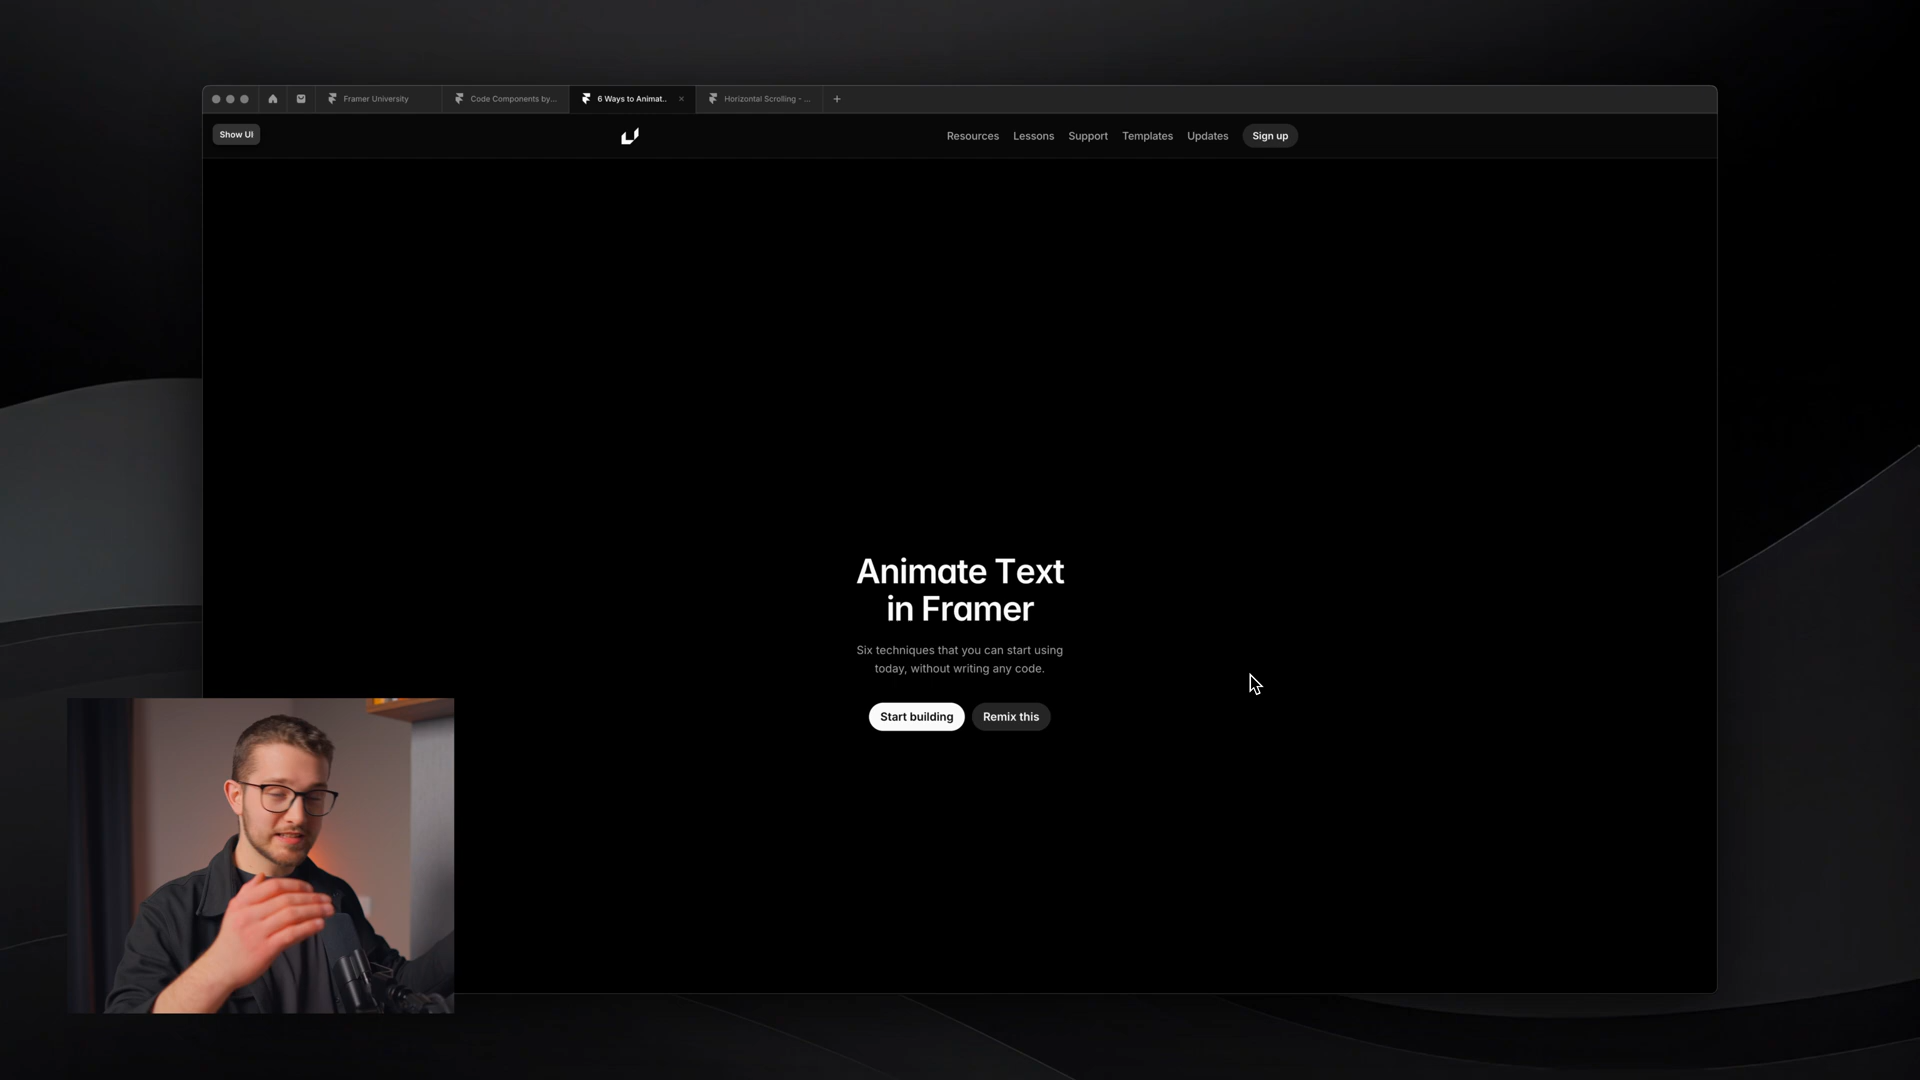 Framer University
Code Components by...
6 Ways to Animat..
Horizontal Scrolling - ...
Show UI
Resources
Lessons
Support
Templates
Updates
Sign up
Animate Text
in Framer
Six techniques that you can start using
today, without writing any code.
Start building
Remix this